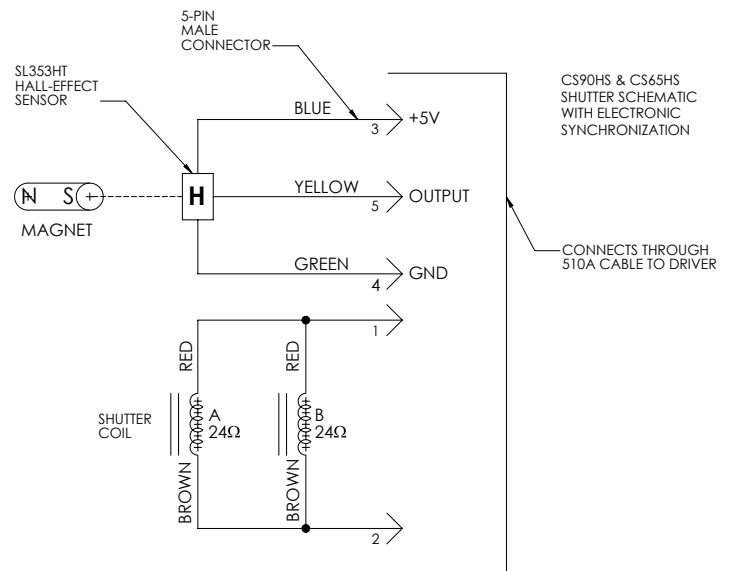 5-PIN
MALE
CONNECTOR
SL353HT
HALL-EFFECT
SENSOR
CS90HS & CS65HS
SHUTTER SCHEMATIC
WITH ELECTRONIC
SYNCHRONIZATION
BLUE
3
+5V
N S
H
YELLOW
5
OUTPUT
MAGNET
CONNECTS THROUGH
510A CABLE TO DRIVER
GREEN
4
GND
1
RED
RED
SHUTTER
COIL
A
24Ω
B
24Ω
BROWN
BROWN
2